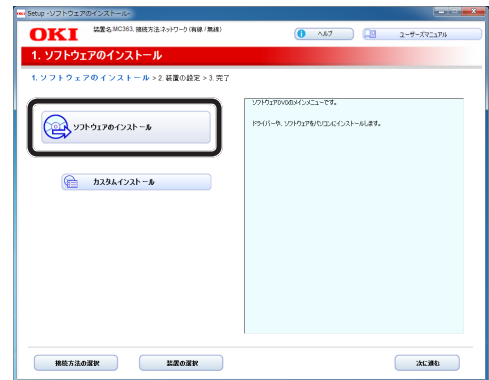 Setup -ソフトウェアのインストール-
OKI
装置名:MC363, 接続方法:ネットワーク (有線 / 無線)
ヘルプ
ユーザーズマニュアル
1. ソフトウェアのインストール
1. ソフトウェアのインストール > 2. 装置の設定 > 3. 完了
ソフトウェアのインストール
カスタムインストール
ソフトウェアDVDのメインメニューです。
ドライバーや、ソフトウェアをパソコンにインストールします。
接続方法の選択
装置の選択
次に進む